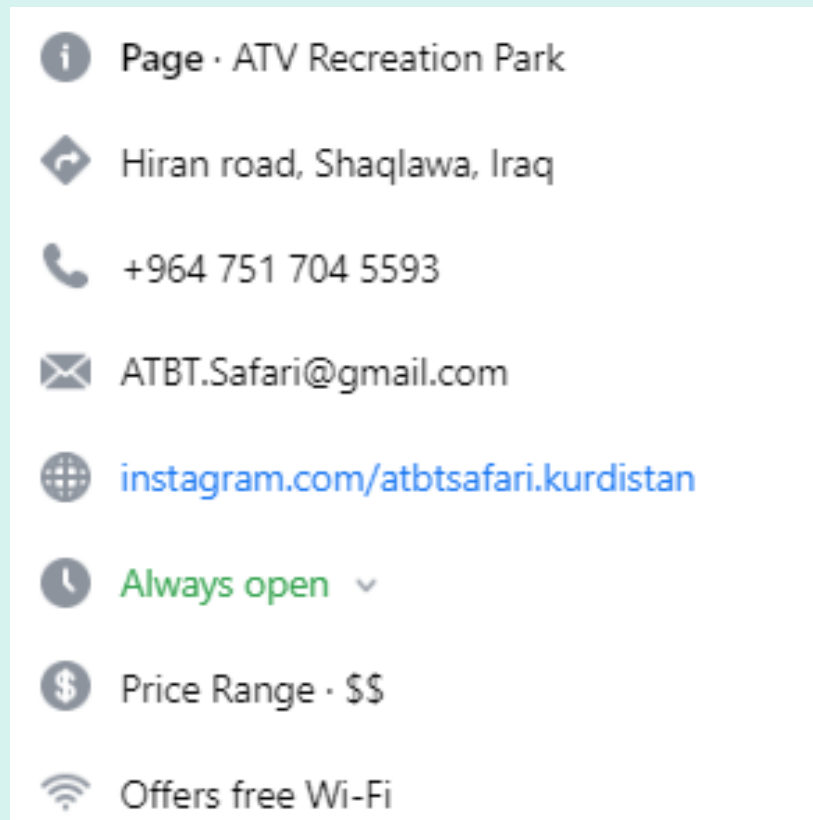 Page · ATV Recreation Park
Hiran road, Shaqlawa, Iraq
+964 751 704 5593
ATBT.Safari@gmail.com
instagram.com/atbtsafari.kurdistan
Always open
Price Range · $$
Offers free Wi-Fi